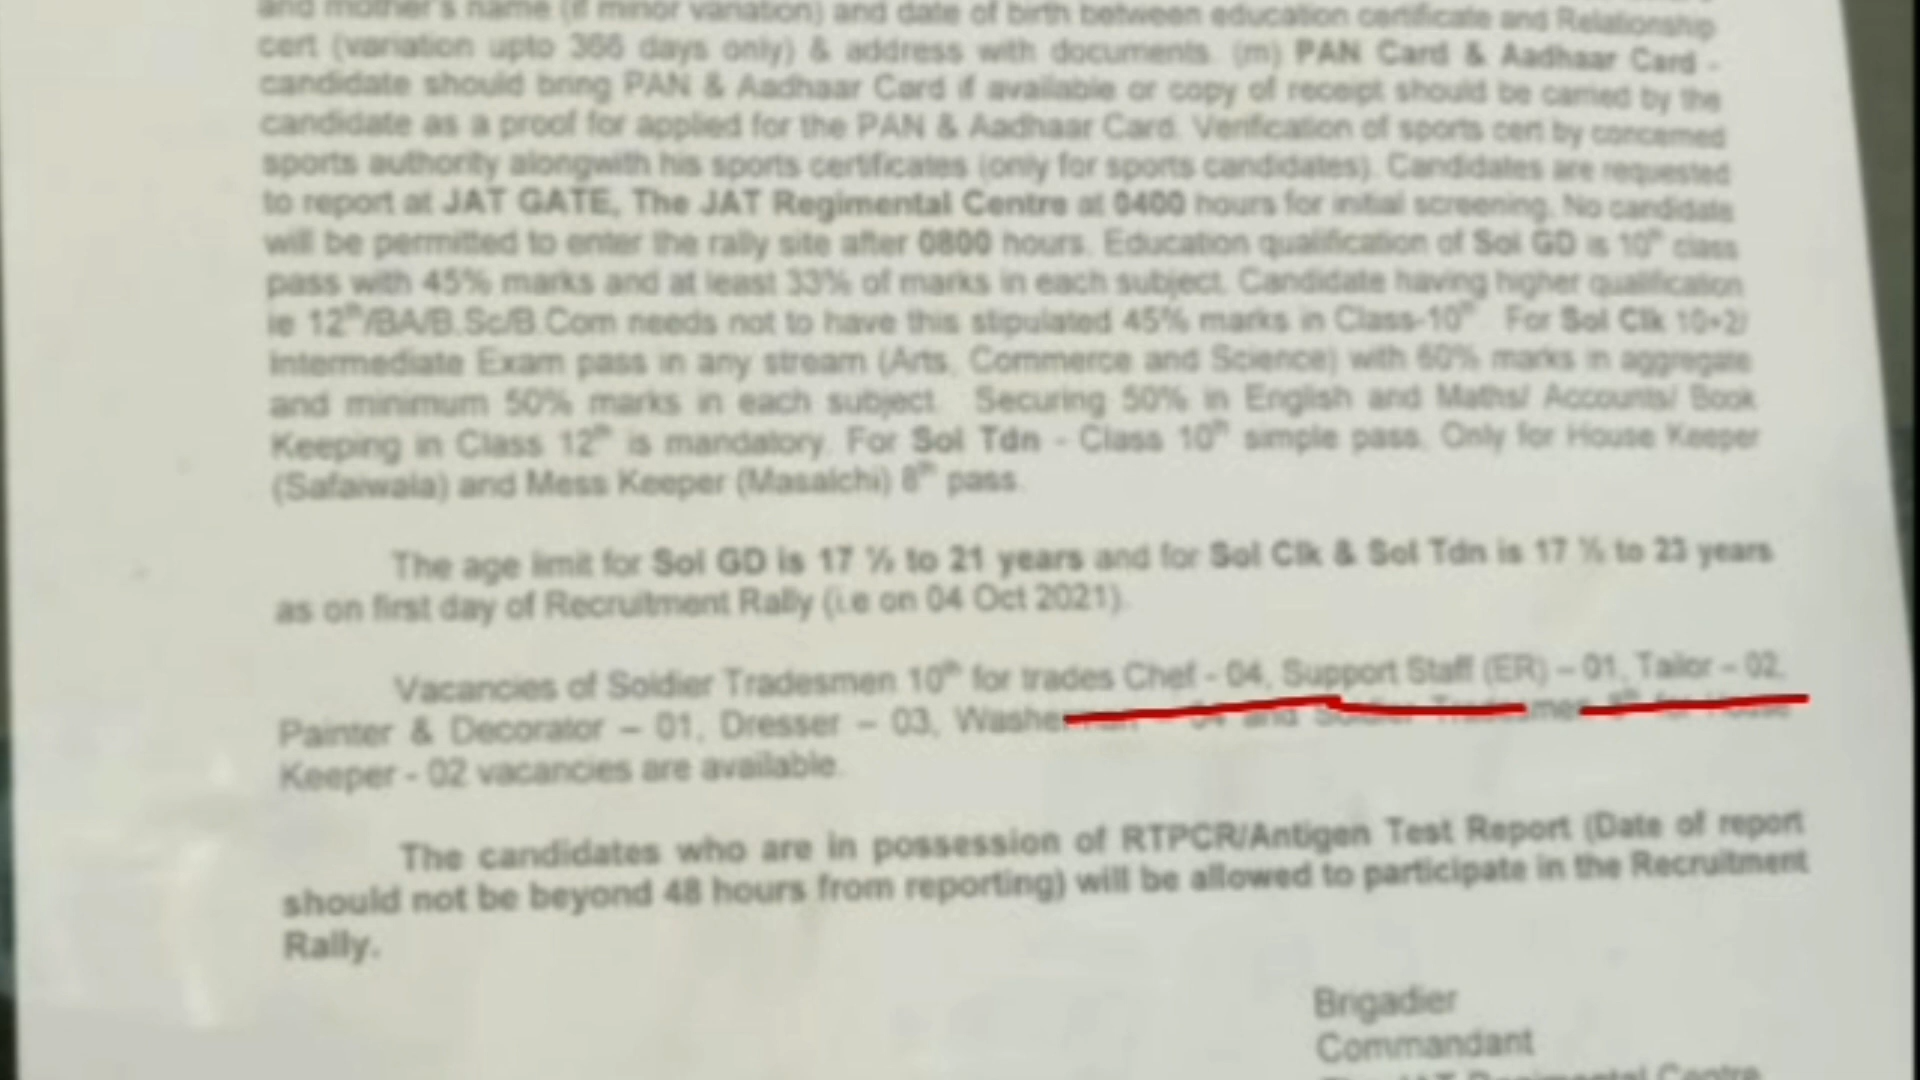 and mother's name (if minor variation) and date of birth between education certificate and Relationship
cert (variation upto 366 days only) & address with documents. (m) PAN Card & Aadhaar Card -
candidate should bring PAN & Aadhaar Card if available or copy of receipt should be carried by the
candidate as a proof for applied for the PAN & Aadhaar Card. Verification of sports cert by concerned
sports authority alongwith his sports certificates (only for sports candidates). Candidates are requested
to report at JAT GATE, The JAT Regimental Centre at 0400 hours for initial screening. No candidate
will be permitted to enter the rally site after 0800 hours. Education qualification of Sol GD is 10th class
pass with 45% marks and at least 33% of marks in each subject. Candidate having higher qualification
ie 12th/BA/B.Sc/B.Com needs not to have this stipulated 45% marks in Class-10th. For Sol Clk 10+2/
Intermediate Exam pass in any stream (Arts, Commerce and Science) with 60% marks in aggregate
and minimum 50% marks in each subject. Securing 50% in English and Maths/ Accounts/ Book
Keeping in Class 12th is mandatory. For Sol Tdn - Class 10th simple pass. Only for House Keeper
(Safaiwala) and Mess Keeper (Masalchi) 8th pass.
The age limit for Sol GD is 17 ½ to 21 years and for Sol Clk & Sol Tdn is 17 ½ to 23 years
as on first day of Recruitment Rally (i.e on 04 Oct 2021).
Vacancies of Soldier Tradesmen 10th for trades Chef - 04, Support Staff (ER) – 01, Tailor – 02,
Painter & Decorator – 01, Dresser – 03, Washerman – 04 and Soldier Tradesmen 8th for House
Keeper - 02 vacancies are available.
The candidates who are in possession of RTPCR/Antigen Test Report (Date of report
should not be beyond 48 hours from reporting) will be allowed to participate in the Recruitment
Rally.
Brigadier
Commandant
The JAT Regimental Centre